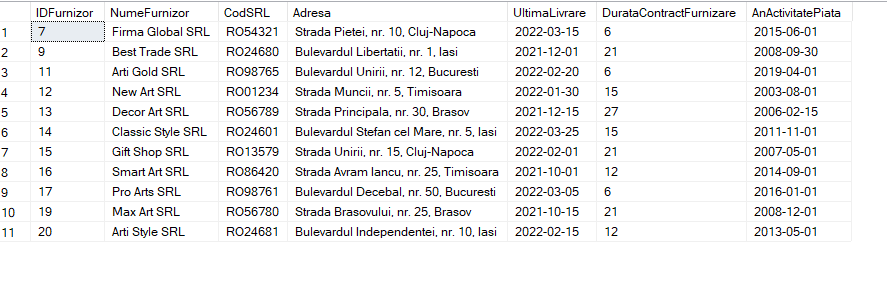 IDFurnizor NumeFurnizor CodSRL Adresa UltimaLivrare DurataContractFurnizare AnActivitatePiata
1 7 Firma Global SRL RO54321 Strada Pietei, nr. 10, Cluj-Napoca 2022-03-15 6 2015-06-01
2 9 Best Trade SRL RO24680 Bulevardul Libertatii, nr. 1, Iasi 2021-12-01 21 2008-09-30
3 11 Arti Gold SRL RO98765 Bulevardul Unirii, nr. 12, Bucuresti 2022-02-20 6 2019-04-01
4 12 New Art SRL RO01234 Strada Muncii, nr. 5, Timisoara 2022-01-30 15 2003-08-01
5 13 Decor Art SRL RO56789 Strada Principala, nr. 30, Brasov 2021-12-15 27 2006-02-15
6 14 Classic Style SRL RO24601 Bulevardul Stefan cel Mare, nr. 5, Iasi 2022-03-25 15 2011-11-01
7 15 Gift Shop SRL RO13579 Strada Unirii, nr. 15, Cluj-Napoca 2022-02-01 21 2007-05-01
8 16 Smart Art SRL RO86420 Strada Avram Iancu, nr. 25, Timisoara 2021-10-01 12 2014-09-01
9 17 Pro Arts SRL RO98761 Bulevardul Decebal, nr. 50, Bucuresti 2022-03-05 6 2016-01-01
10 19 Max Art SRL RO56780 Strada Brasovului, nr. 25, Brasov 2021-10-15 21 2008-12-01
11 20 Arti Style SRL RO24681 Bulevardul Independentei, nr. 10, Iasi 2022-02-15 12 2013-05-01